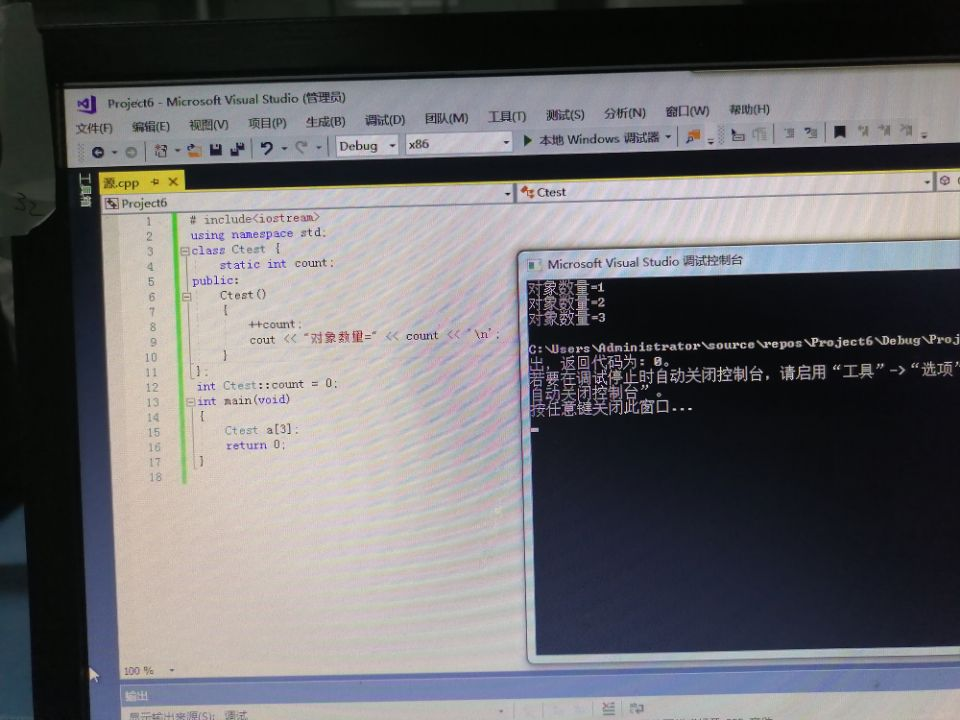 32
Project6 - Microsoft Visual Studio (管理员)
文件(F) 编辑(E) 视图(V) 项目(P) 生成(B) 调试(D) 团队(M) 工具(T) 测试(S) 分析(N) 窗口(W) 帮助(H)
Debug x86 本地 Windows 调试器
工具箱
源.cpp
Project6 Ctest
1 # include<iostream>
2 using namespace std;
3 class Ctest {
4 static int count;
5 public:
6 Ctest()
7 {
8 ++count;
9 cout << "对象数量=" << count << '\n';
10 }
11 };
12 int Ctest::count = 0;
13 int main(void)
14 {
15 Ctest a[3];
16 return 0;
17 }
18
Microsoft Visual Studio 调试控制台
对象数量=1
对象数量=2
对象数量=3
C:\Users\Administrator\source\repos\Project6\Debug\Proj
出，返回代码为: 0。
若要在调试停止时自动关闭控制台，请启用“工具”->“选项”
自动关闭控制台”。
按任意键关闭此窗口...
100 %
输出
显示输出来源(S): 调试